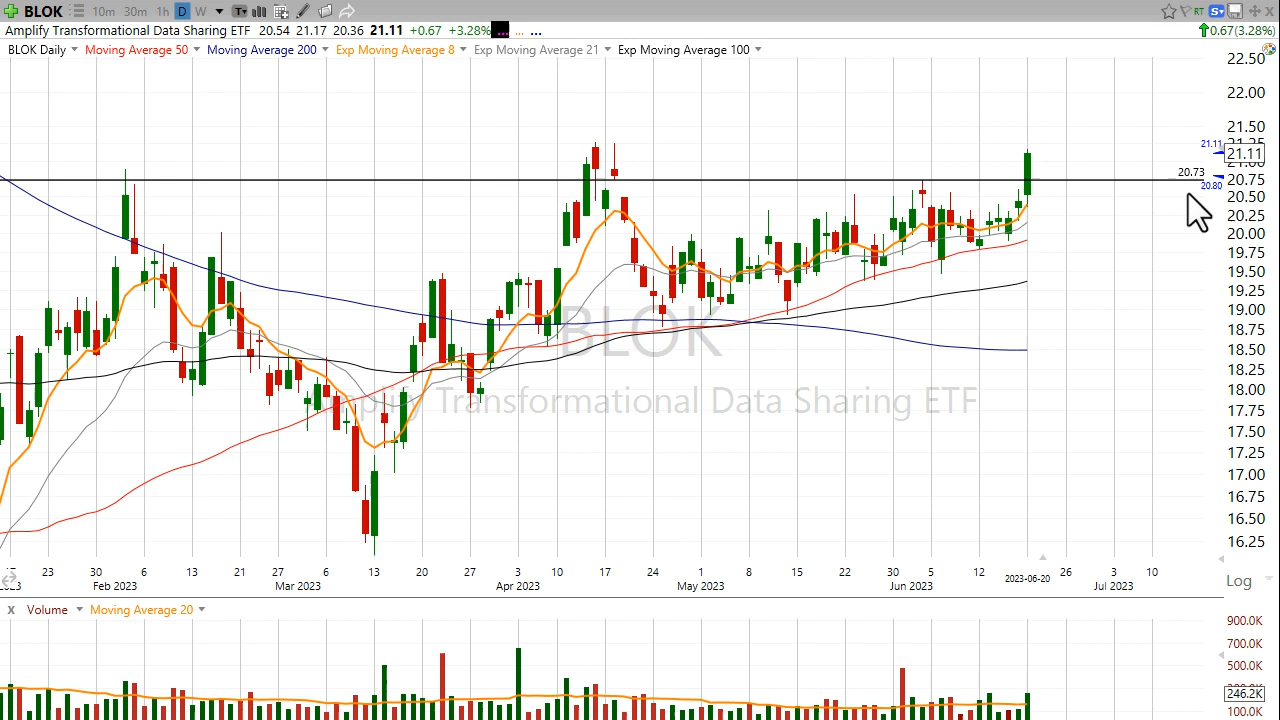 BLOK 10m 30m 1h D W T RT S
Amplify Transformational Data Sharing ETF 20.54 21.17 20.36 21.11 +0.67 +3.28% ... ... ... 0.67(3.28%)
BLOK Daily Moving Average 50 Moving Average 200 Exp Moving Average 8 Exp Moving Average 21 Exp Moving Average 100
22.50
22.00
21.50
21.11
21.11
21.00
20.73
20.75
20.80
20.50
20.25
20.00
19.75
19.50
19.25
19.00
18.75
18.50
18.25
18.00
17.75
17.50
17.25
17.00
16.75
16.50
16.25
BLOK
Amplify Transformational Data Sharing ETF
23 30 6 13 21 27 6 13 20 27 3 10 17 24 1 8 15 22 30 5 12 2023-06-20 26 3 10
Feb 2023 Mar 2023 Apr 2023 May 2023 Jun 2023 Jul 2023
Log
x Volume Moving Average 20
900.0K
700.0K
500.0K
246.2K
100.0K